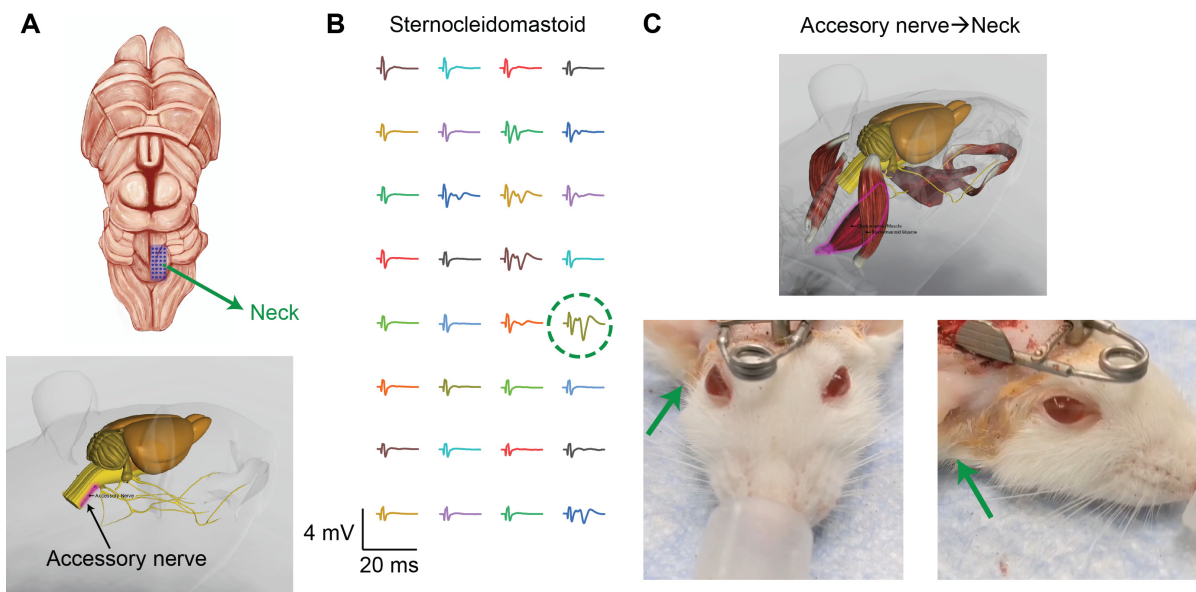 A
Neck
Accessory Nerve
Accessory nerve
B
Sternocleidomastoid
4 mV
20 ms
C
Accesory nerve→Neck